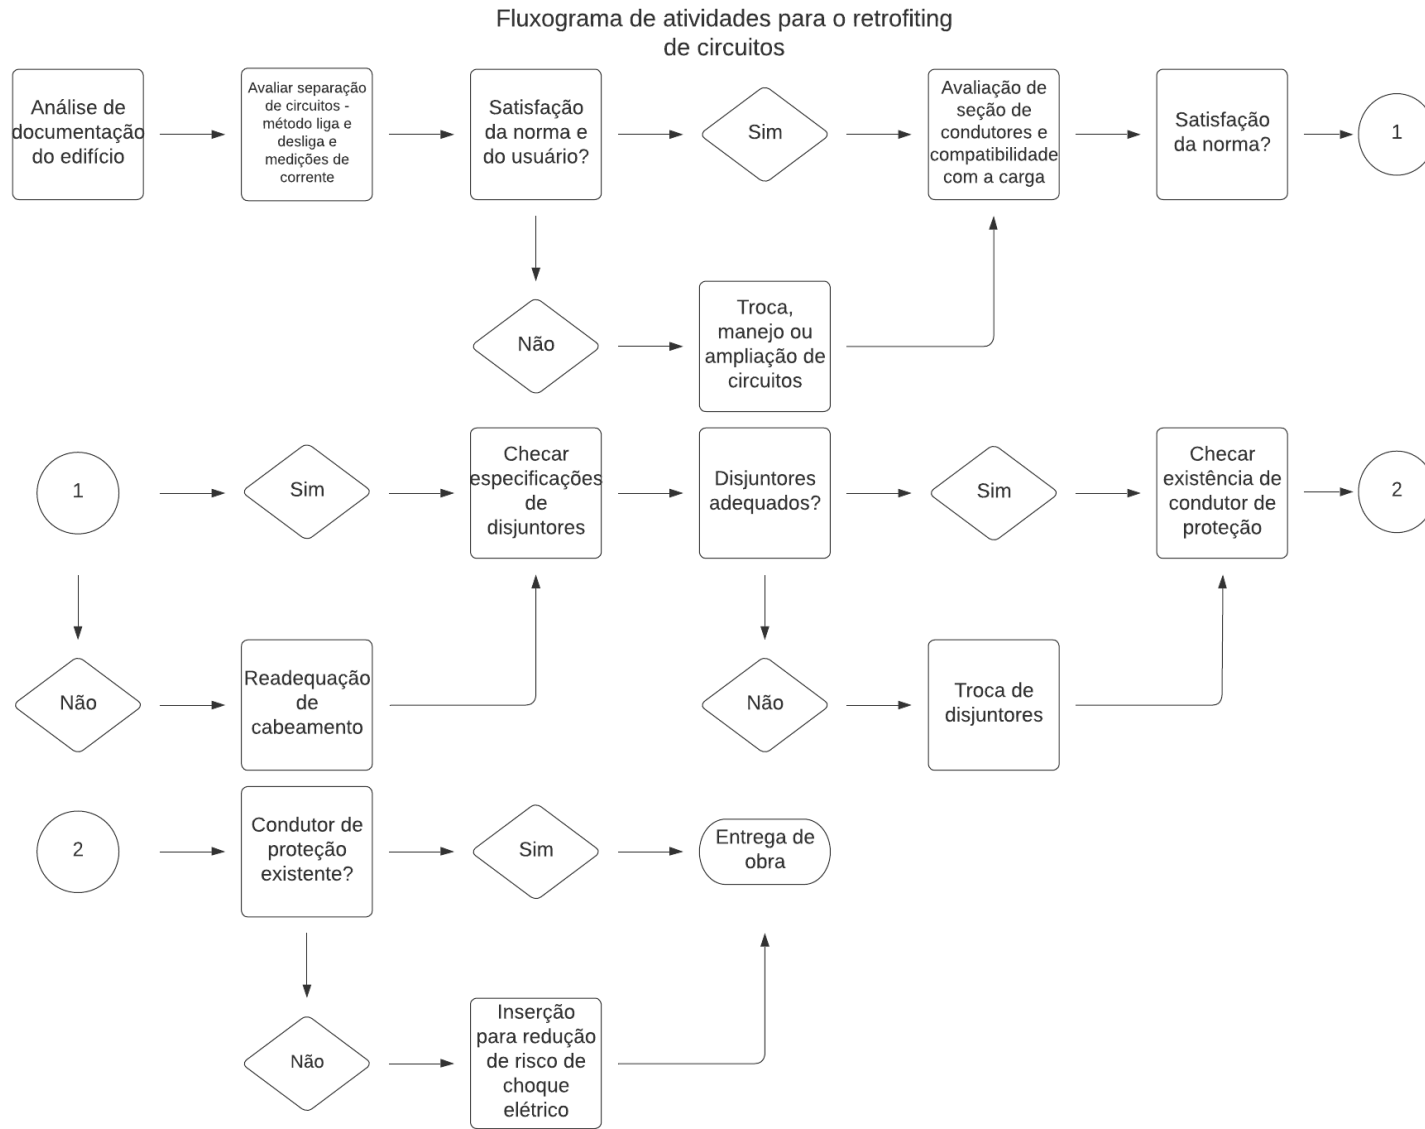 Fluxograma de atividades para o retrofiting
de circuitos
Análise de
documentação
do edifício
Avaliar separação
de circuitos -
método liga e
desliga e
medições de
corrente
Satisfação
da norma e
do usuário?
Sim
Avaliação de
seção de
condutores e
compatibilidade
com a carga
Satisfação
da norma?
1
Não
Troca,
manejo ou
ampliação de
circuitos
1
Sim
Checar
especificações
de
disjuntores
Disjuntores
adequados?
Sim
Checar
existência de
condutor de
proteção
2
Não
Readequação
de
cabeamento
Não
Troca de
disjuntores
2
Condutor de
proteção
existente?
Sim
Entrega de
obra
Não
Inserção
para redução
de risco de
choque
elétrico